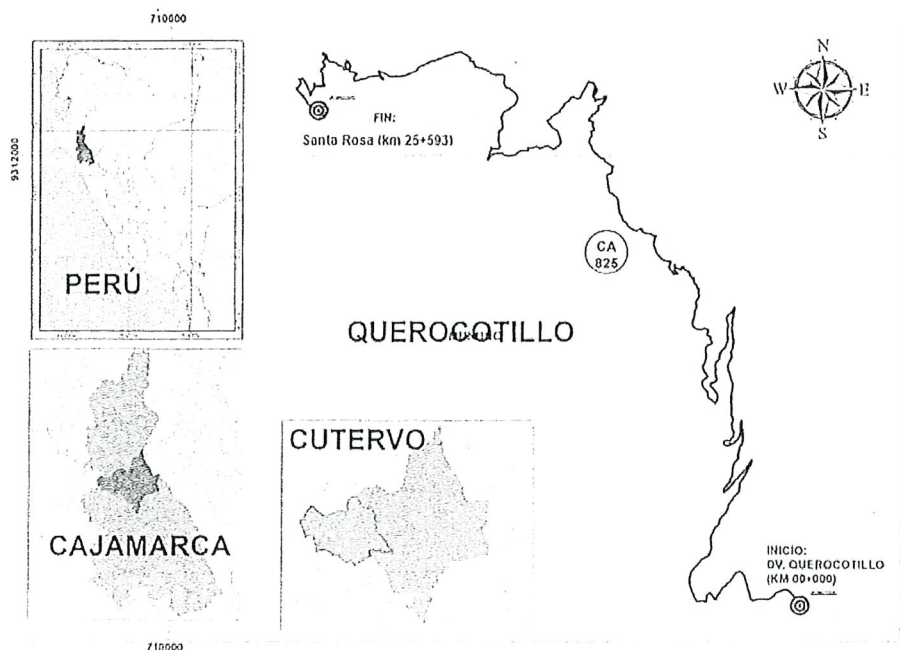 710000
9312000
PERÚ
FIN:
Santa Rosa (km 25+593)
N
W E
S
CA
825
QUEROCOTILLO
CAJAMARCA
CUTERVO
INICIO:
DV. QUEROCOTILLO
(KM 00+000)
710000